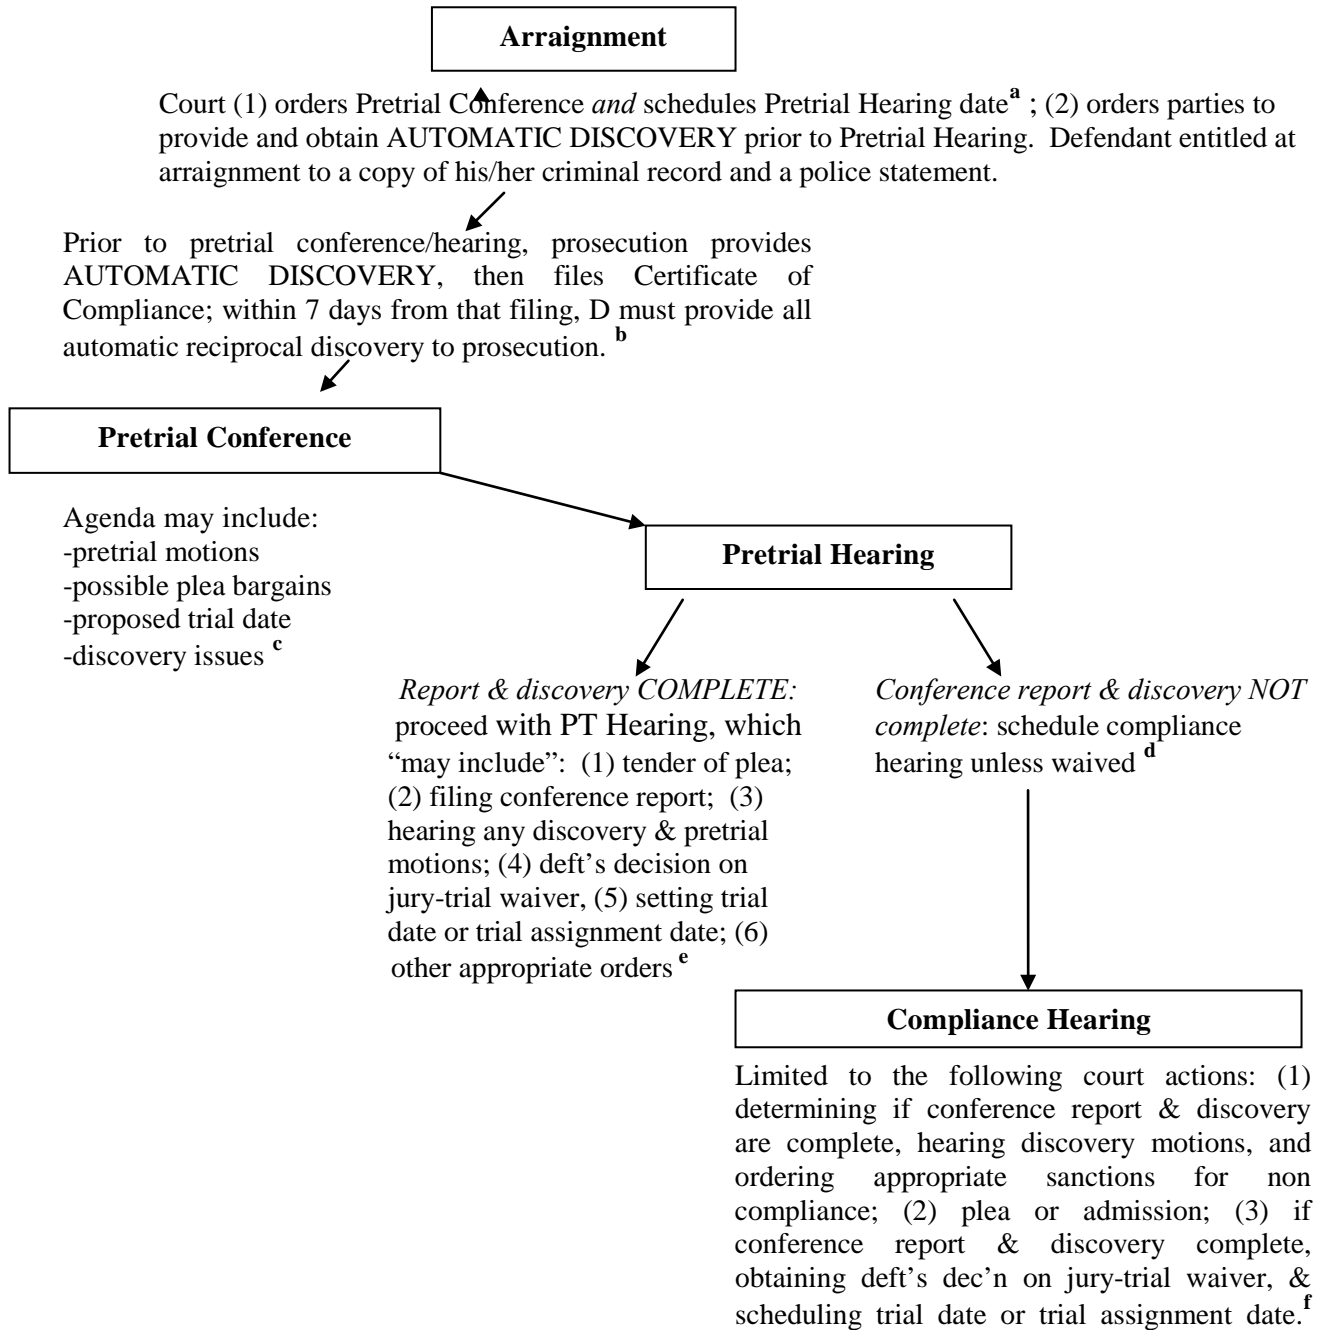 Arraignment
Court (1) orders Pretrial Conference and schedules Pretrial Hearing date a ; (2) orders parties to
provide and obtain AUTOMATIC DISCOVERY prior to Pretrial Hearing. Defendant entitled at
arraignment to a copy of his/her criminal record and a police statement.
Prior to pretrial conference/hearing, prosecution provides
AUTOMATIC DISCOVERY, then files Certificate of
Compliance; within 7 days from that filing, D must provide all
automatic reciprocal discovery to prosecution. b
Pretrial Conference
Agenda may include:
-pretrial motions
-possible plea bargains
-proposed trial date
-discovery issues c
Pretrial Hearing
Report & discovery COMPLETE:
proceed with PT Hearing, which
“may include”: (1) tender of plea;
(2) filing conference report; (3)
hearing any discovery & pretrial
motions; (4) deft’s decision on
jury-trial waiver, (5) setting trial
date or trial assignment date; (6)
other appropriate orders e
Conference report & discovery NOT
complete: schedule compliance
hearing unless waived d
Compliance Hearing
Limited to the following court actions: (1)
determining if conference report & discovery
are complete, hearing discovery motions, and
ordering appropriate sanctions for non
compliance; (2) plea or admission; (3) if
conference report & discovery complete,
obtaining deft’s dec’n on jury-trial waiver, &
scheduling trial date or trial assignment date. f